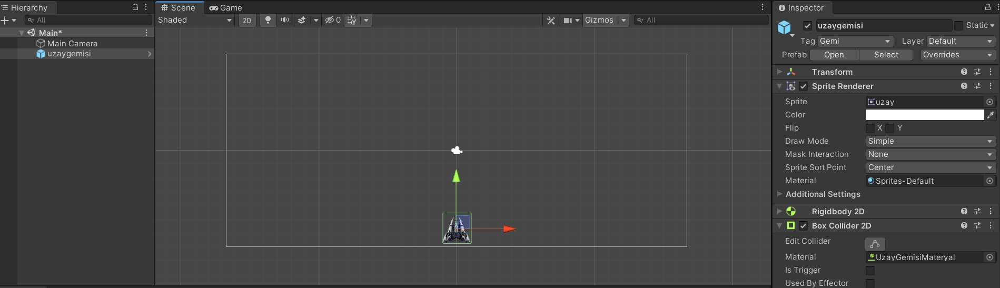 Hierarchy
All
Main*
Main Camera
uzaygemisi
Scene
Game
Shaded
2D
0
Gizmos
All
Inspector
uzaygemisi
Static
Tag Gemi Layer Default
Prefab Open Select Overrides
Transform
Sprite Renderer
Sprite uzay
Color
Flip X Y
Draw Mode Simple
Mask Interaction None
Sprite Sort Point Center
Material Sprites-Default
Additional Settings
Rigidbody 2D
Box Collider 2D
Edit Collider
Material UzayGemisiMateryal
Is Trigger
Used By Effector